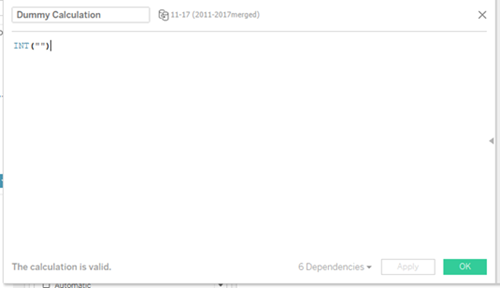 Dummy Calculation
11-17 (2011-2017merged)
INT("")
The calculation is valid.
6 Dependencies
Apply
OK
Automatic